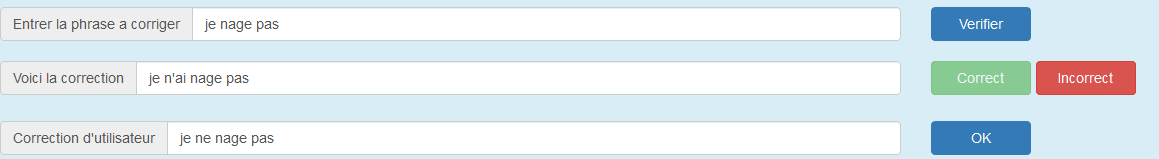 Entrer la phrase a corriger je nage pas Verifier
Voici la correction je n'ai nage pas Correct Incorrect
Correction d'utilisateur je ne nage pas OK